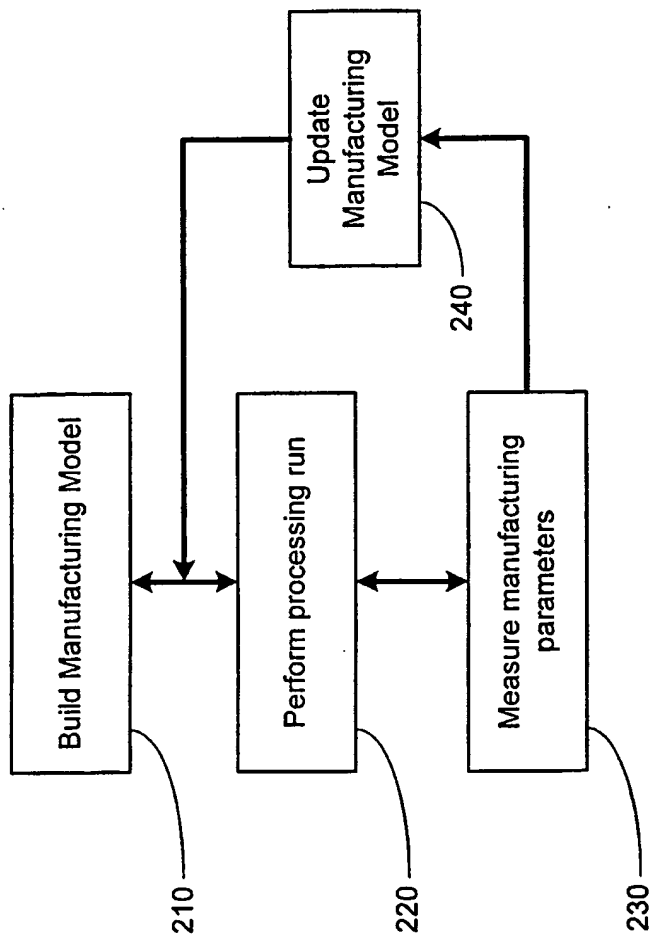 Build Manufacturing Model
210
Perform processing run
220
Measure manufacturing
parameters
230
Update
Manufacturing
Model
240